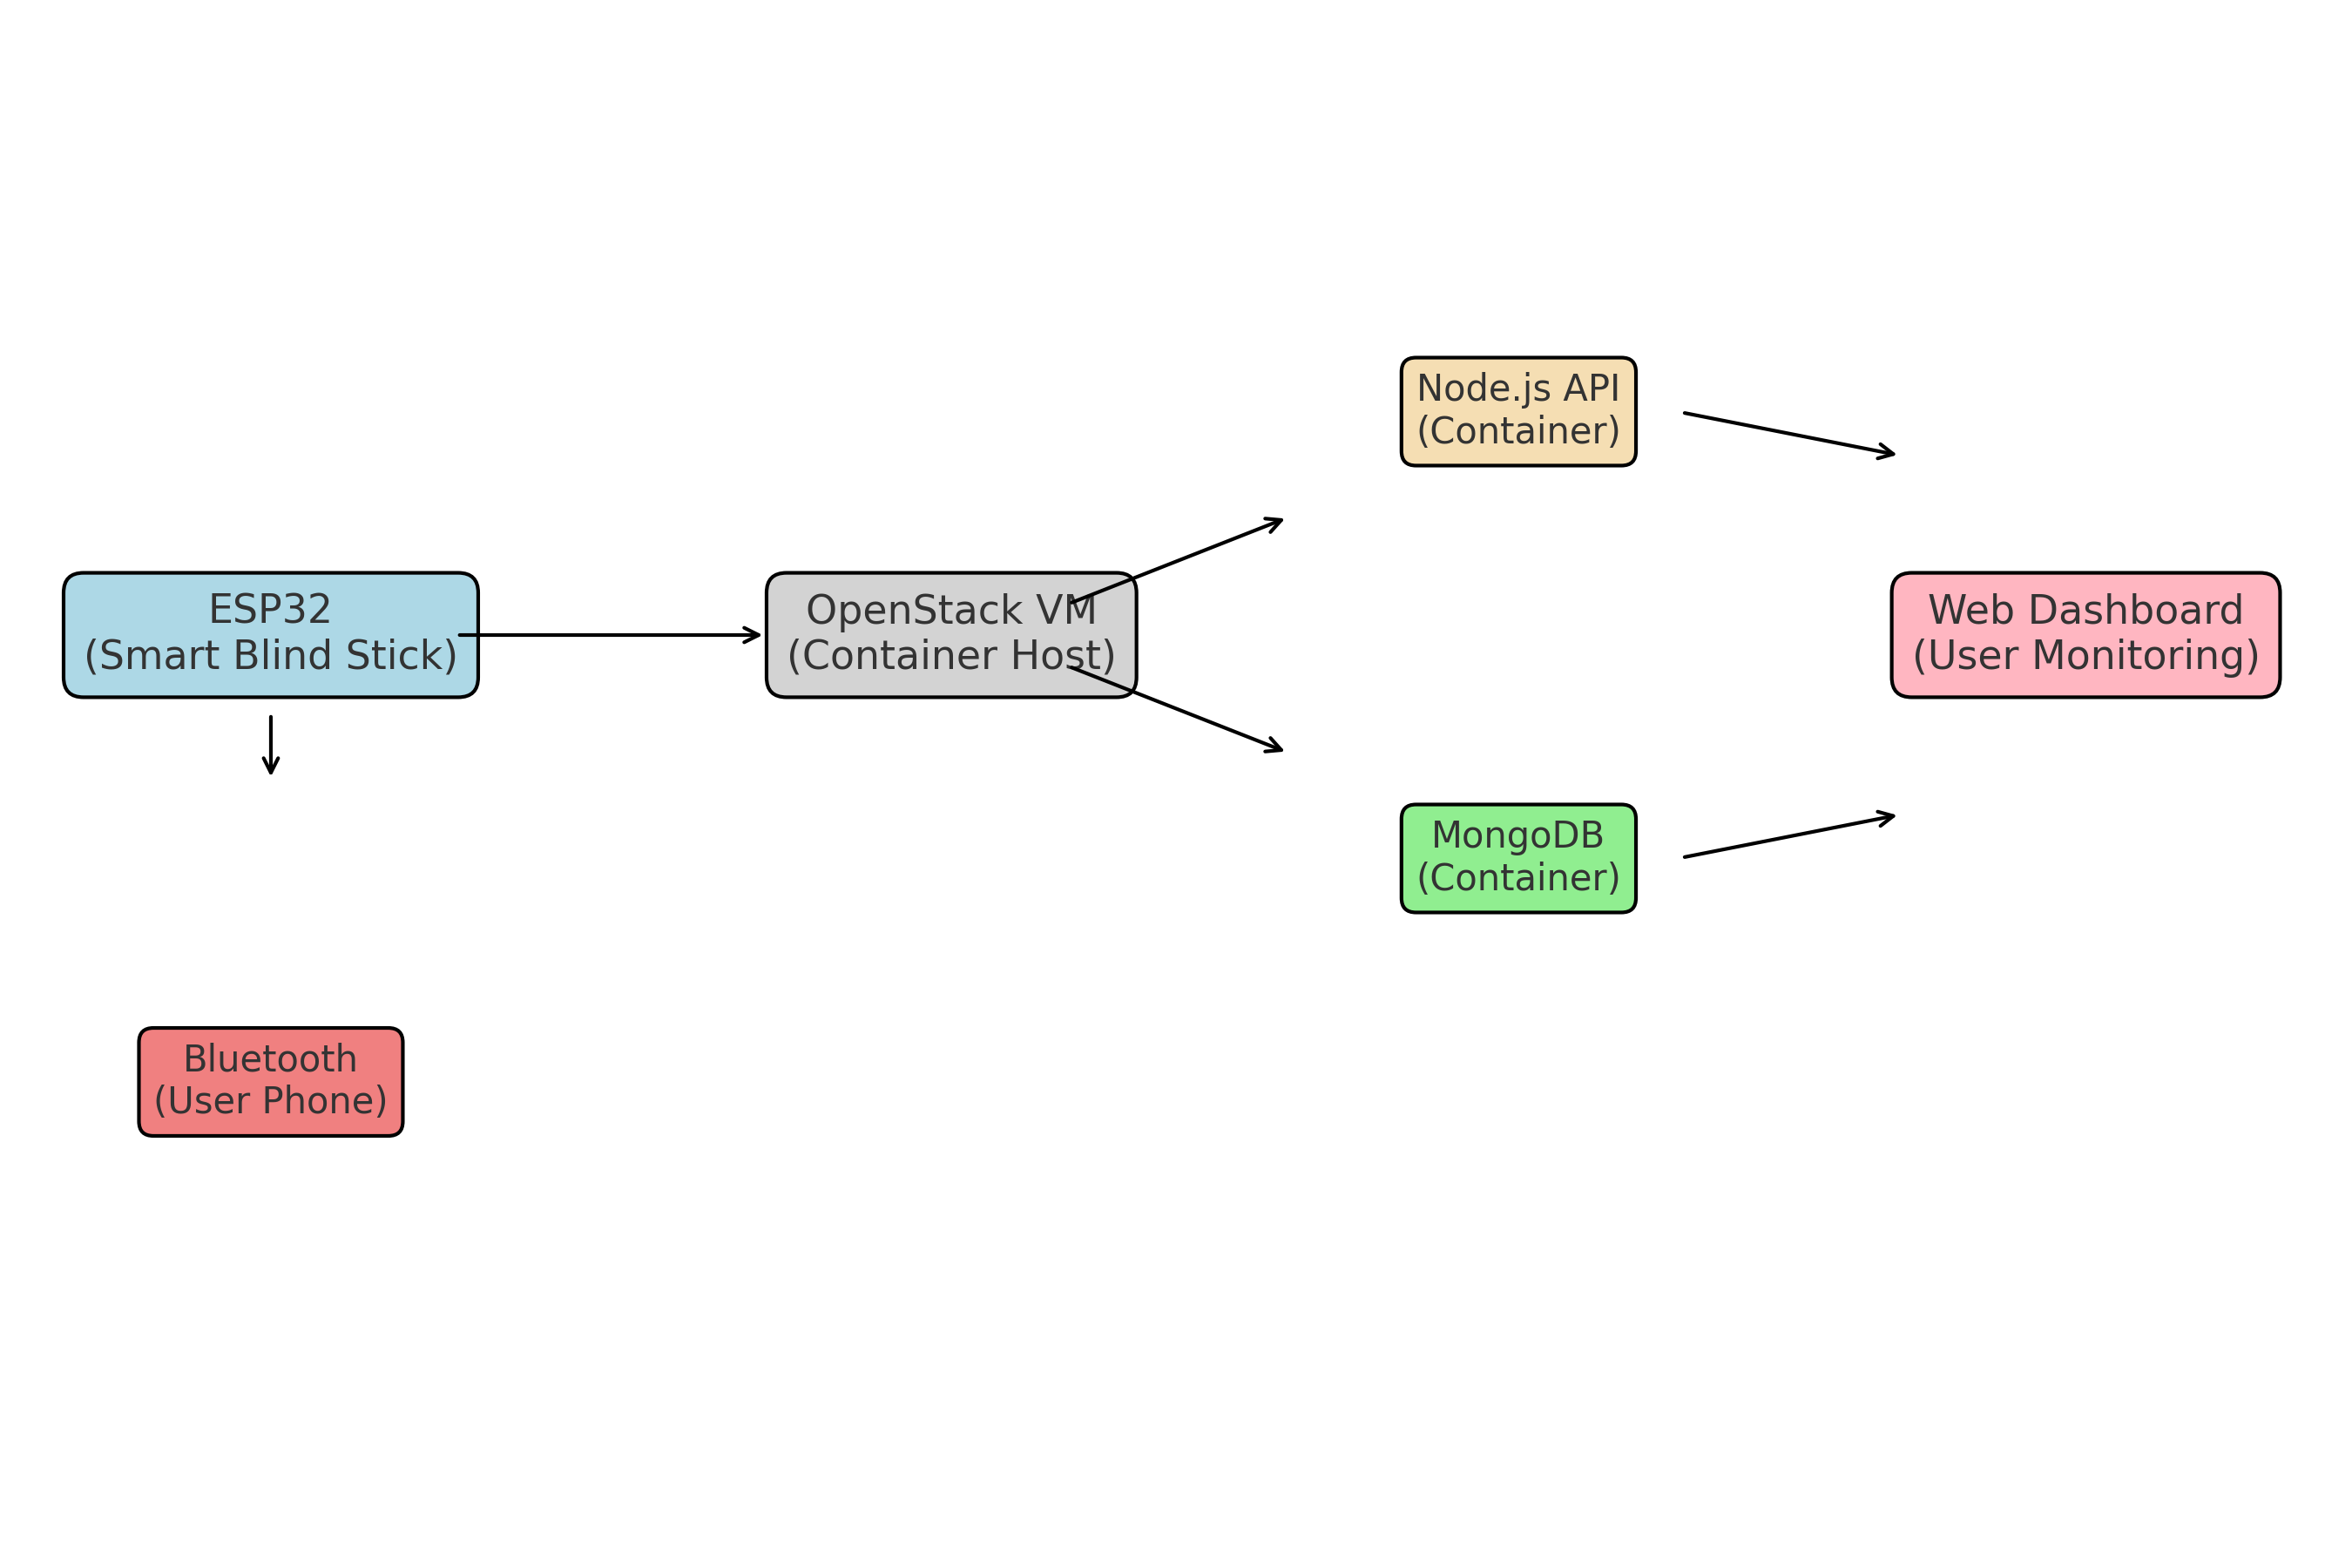 ESP32
(Smart Blind Stick)
OpenStack VM
(Container Host)
Node.js API
(Container)
MongoDB
(Container)
Web Dashboard
(User Monitoring)
Bluetooth
(User Phone)